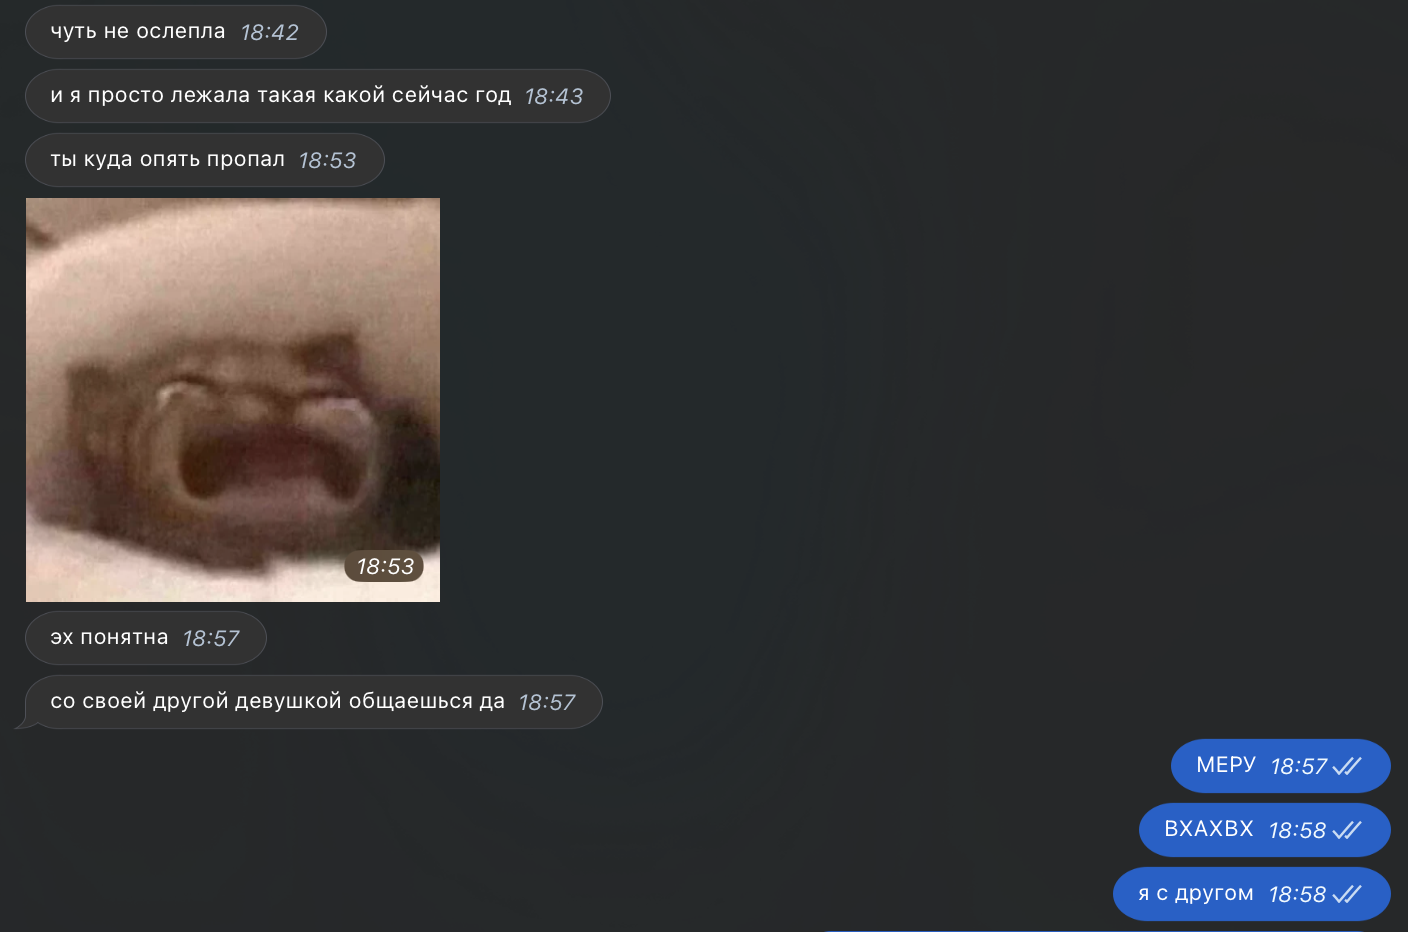 чуть не ослепла 18:42
и я просто лежала такая какой сейчас год 18:43
ты куда опять пропал 18:53
18:53
эх понятна 18:57
со своей другой девушкой общаешься да 18:57
МЕРУ 18:57
ВХАХВХ 18:58
я с другом 18:58